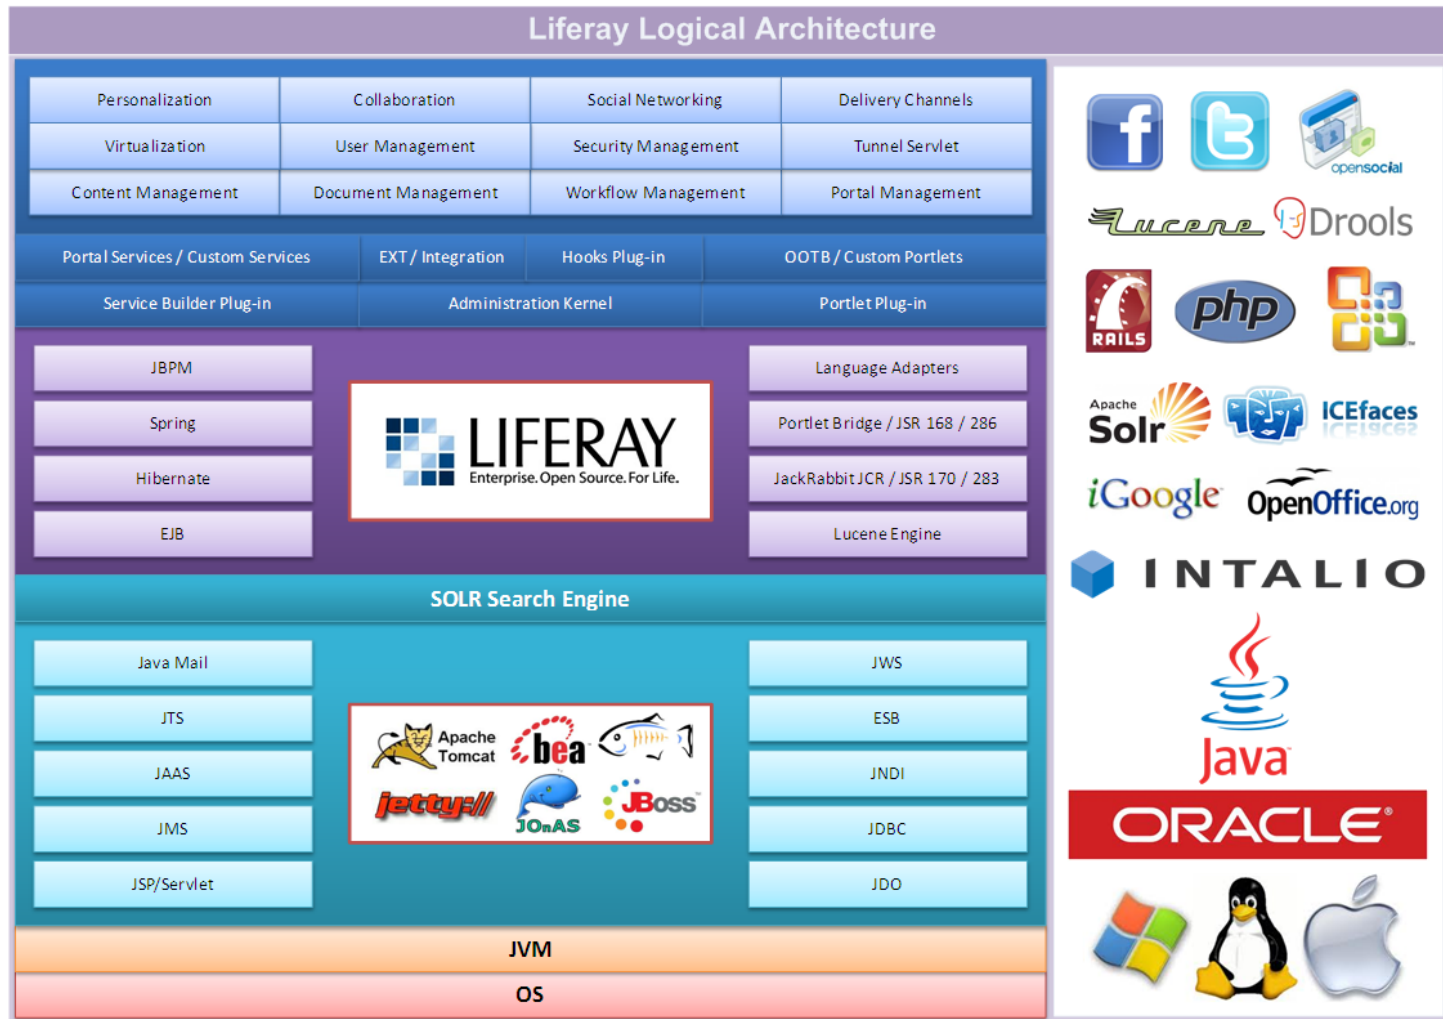 Liferay Logical Architecture
Personalization
Collaboration
Social Networking
Delivery Channels
Virtualization
User Management
Security Management
Tunnel Servlet
Content Management
Document Management
Workflow Management
Portal Management
Portal Services / Custom Services
EXT / Integration
Hooks Plug-in
OOTB / Custom Portlets
Service Builder Plug-in
Administration Kernel
Portlet Plug-in
JBPM
Spring
Hibernate
EJB
LIFERAY
Enterprise. Open Source. For Life.
Language Adapters
Portlet Bridge / JSR 168 / 286
JackRabbit JCR / JSR 170 / 283
Lucene Engine
SOLR Search Engine
Java Mail
JTS
JAAS
JMS
JSP/Servlet
Apache
Tomcat
bea
jetty://
JOnAS
JBoss™
JWS
ESB
JNDI
JDBC
JDO
JVM
OS
f
t
opensocial
Lucene
Drools
RAILS
php
Apache
Solr
ICEfaces
iGoogle™
OpenOffice.org
INTALIO
Java™
ORACLE®